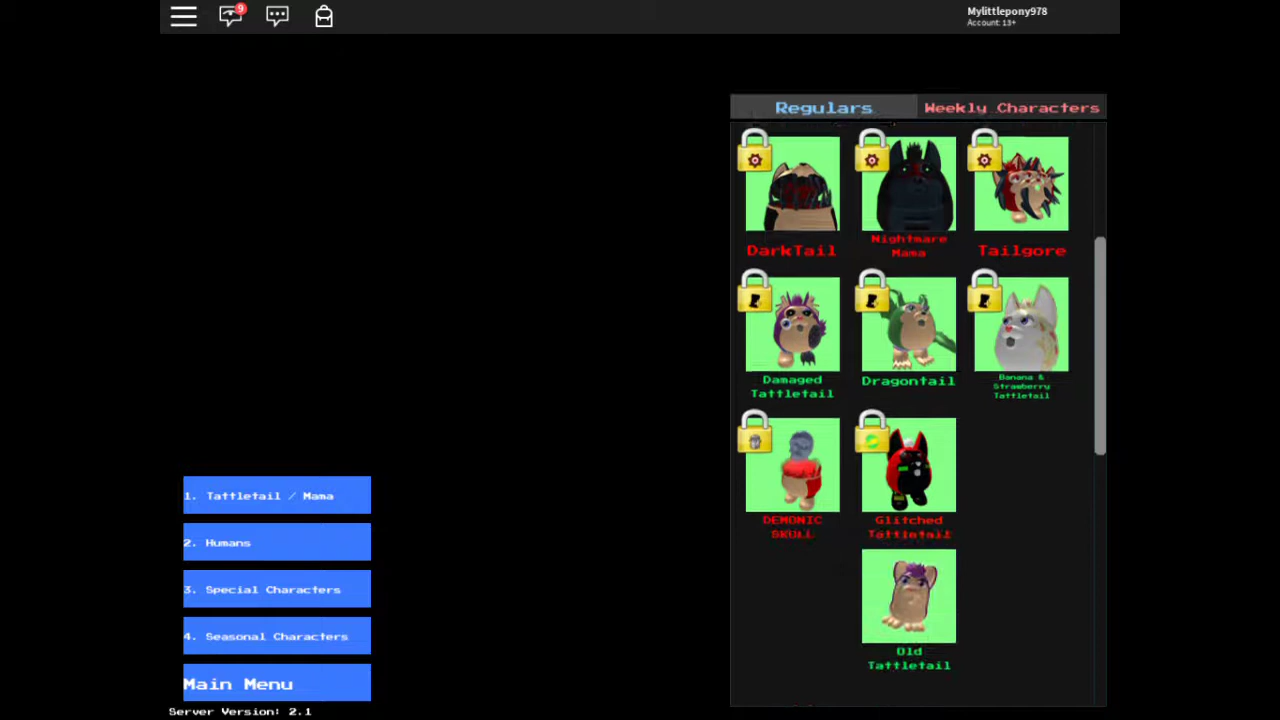 9
Mylittlepony978
Account: 13+
Regulars
Weekly Characters
DarkTail
Nightmare
Mama
Tailgore
Damaged
Tattletail
Dragontail
Banana &
Strawberry
Tattletail
DEMONIC
SKULL
Glitched
Tattletail
Old
Tattletail
1. Tattletail / Mama
2. Humans
3. Special Characters
4. Seasonal Characters
Main Menu
Server Version: 2.1